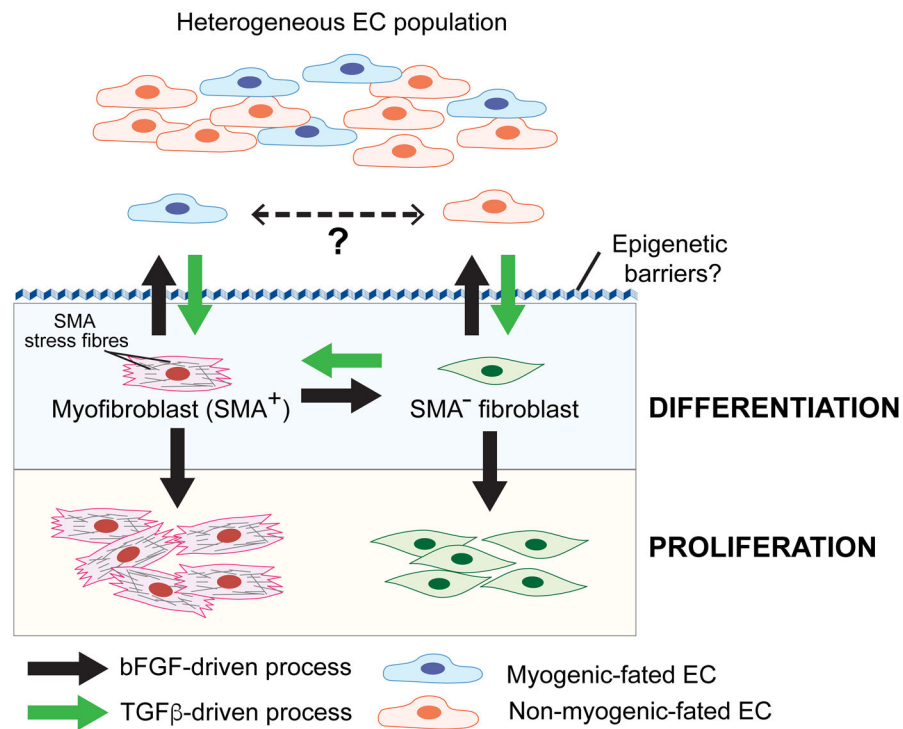 Heterogeneous EC population
?
Epigenetic
barriers?
SMA
stress fibres
Myofibroblast (SMA⁺)
SMA⁻ fibroblast
DIFFERENTIATION
PROLIFERATION
bFGF-driven process
Myogenic-fated EC
TGFβ-driven process
Non-myogenic-fated EC